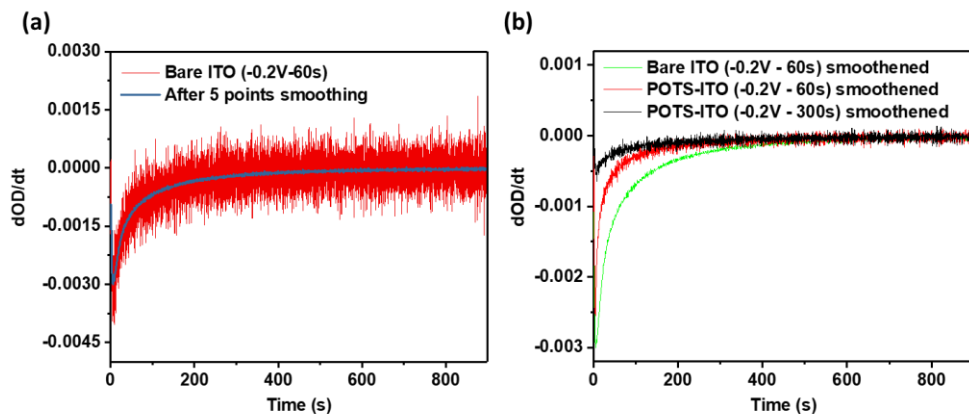 (a)
0.0030
0.0015
0.0000
-0.0015
-0.0030
-0.0045
dOD/dt
Bare ITO (-0.2V-60s)
After 5 points smoothing
0 200 400 600 800
Time (s)
(b)
0.001
0.000
-0.001
-0.002
-0.003
dOD/dt
Bare ITO (-0.2V - 60s) smoothened
POTS-ITO (-0.2V - 60s) smoothened
POTS-ITO (-0.2V - 300s) smoothened
0 200 400 600 800
Time (s)